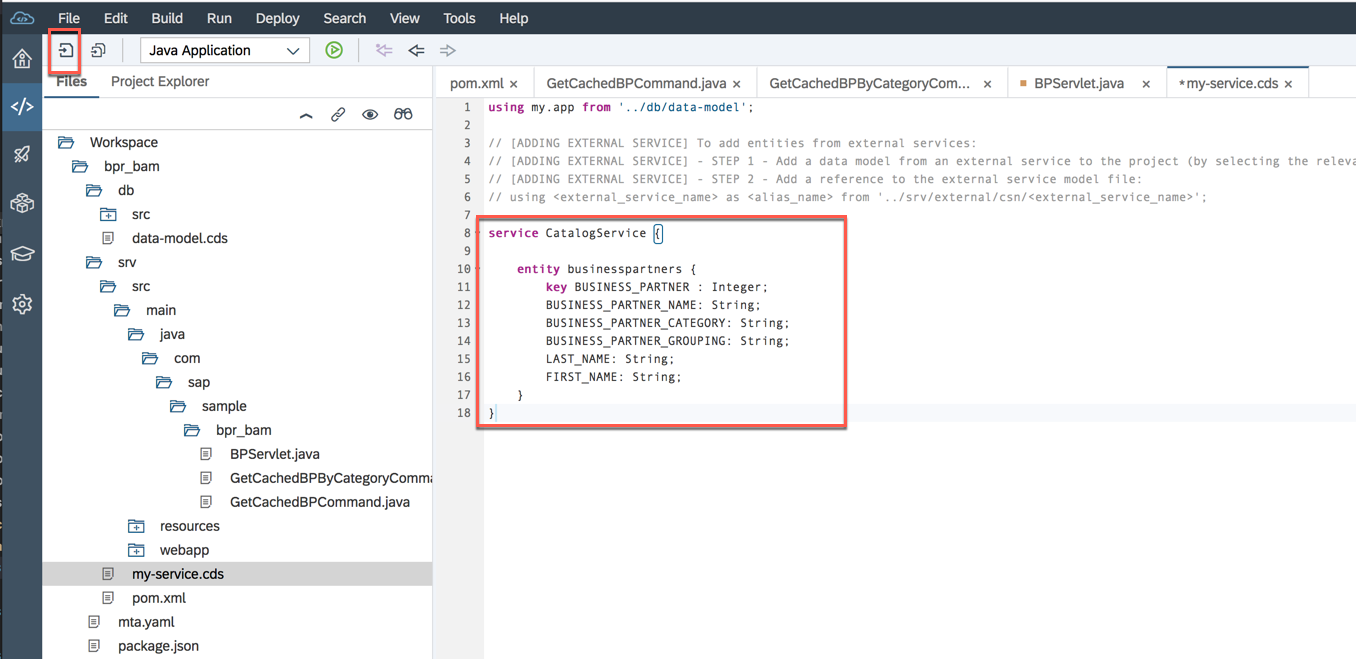 File Edit Build Run Deploy Search View Tools Help
Java Application
Files Project Explorer
pom.xml × GetCachedBPCommand.java × GetCachedBPByCategoryCom... × BPServlet.java × *my-service.cds ×
Workspace
bpr_bam
db
src
data-model.cds
srv
src
main
java
com
sap
sample
bpr_bam
BPServlet.java
GetCachedBPByCategoryComma
GetCachedBPCommand.java
resources
webapp
my-service.cds
pom.xml
mta.yaml
package.json
1 using my.app from '../db/data-model';
2
3 // [ADDING EXTERNAL SERVICE] To add entities from external services:
4 // [ADDING EXTERNAL SERVICE] - STEP 1 - Add a data model from an external service to the project (by selecting the releva
5 // [ADDING EXTERNAL SERVICE] - STEP 2 - Add a reference to the external service model file:
6 // using <external_service_name> as <alias_name> from '../srv/external/csn/<external_service_name>';
7
8 service CatalogService {
9
10 entity businesspartners {
11 key BUSINESS_PARTNER : Integer;
12 BUSINESS_PARTNER_NAME: String;
13 BUSINESS_PARTNER_CATEGORY: String;
14 BUSINESS_PARTNER_GROUPING: String;
15 LAST_NAME: String;
16 FIRST_NAME: String;
17 }
18 }